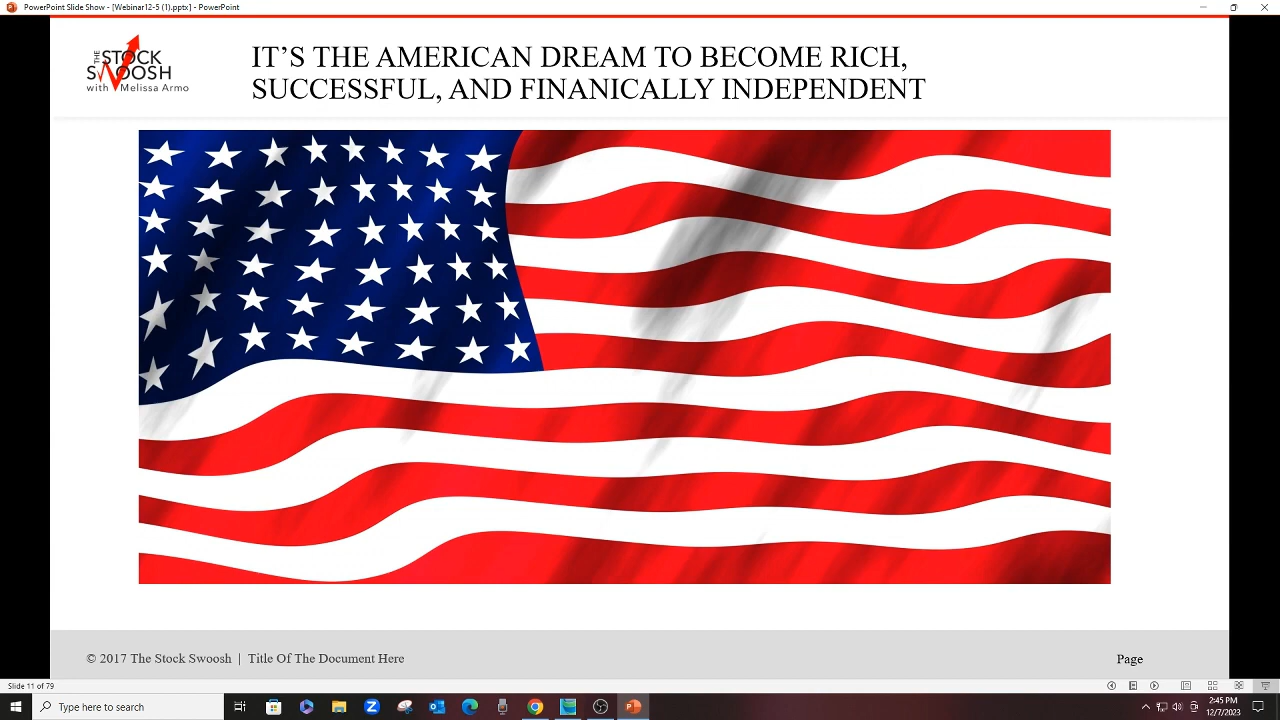 PowerPoint Slide Show - [Webinar12-5 (1).pptx] - PowerPoint
THE
STOCK
SWOOSH
with Melissa Armo
IT’S THE AMERICAN DREAM TO BECOME RICH,
SUCCESSFUL, AND FINANICALLY INDEPENDENT
© 2017 The Stock Swoosh | Title Of The Document Here
Page
Slide 11 of 79
Type here to search
2:45 PM
12/7/2023